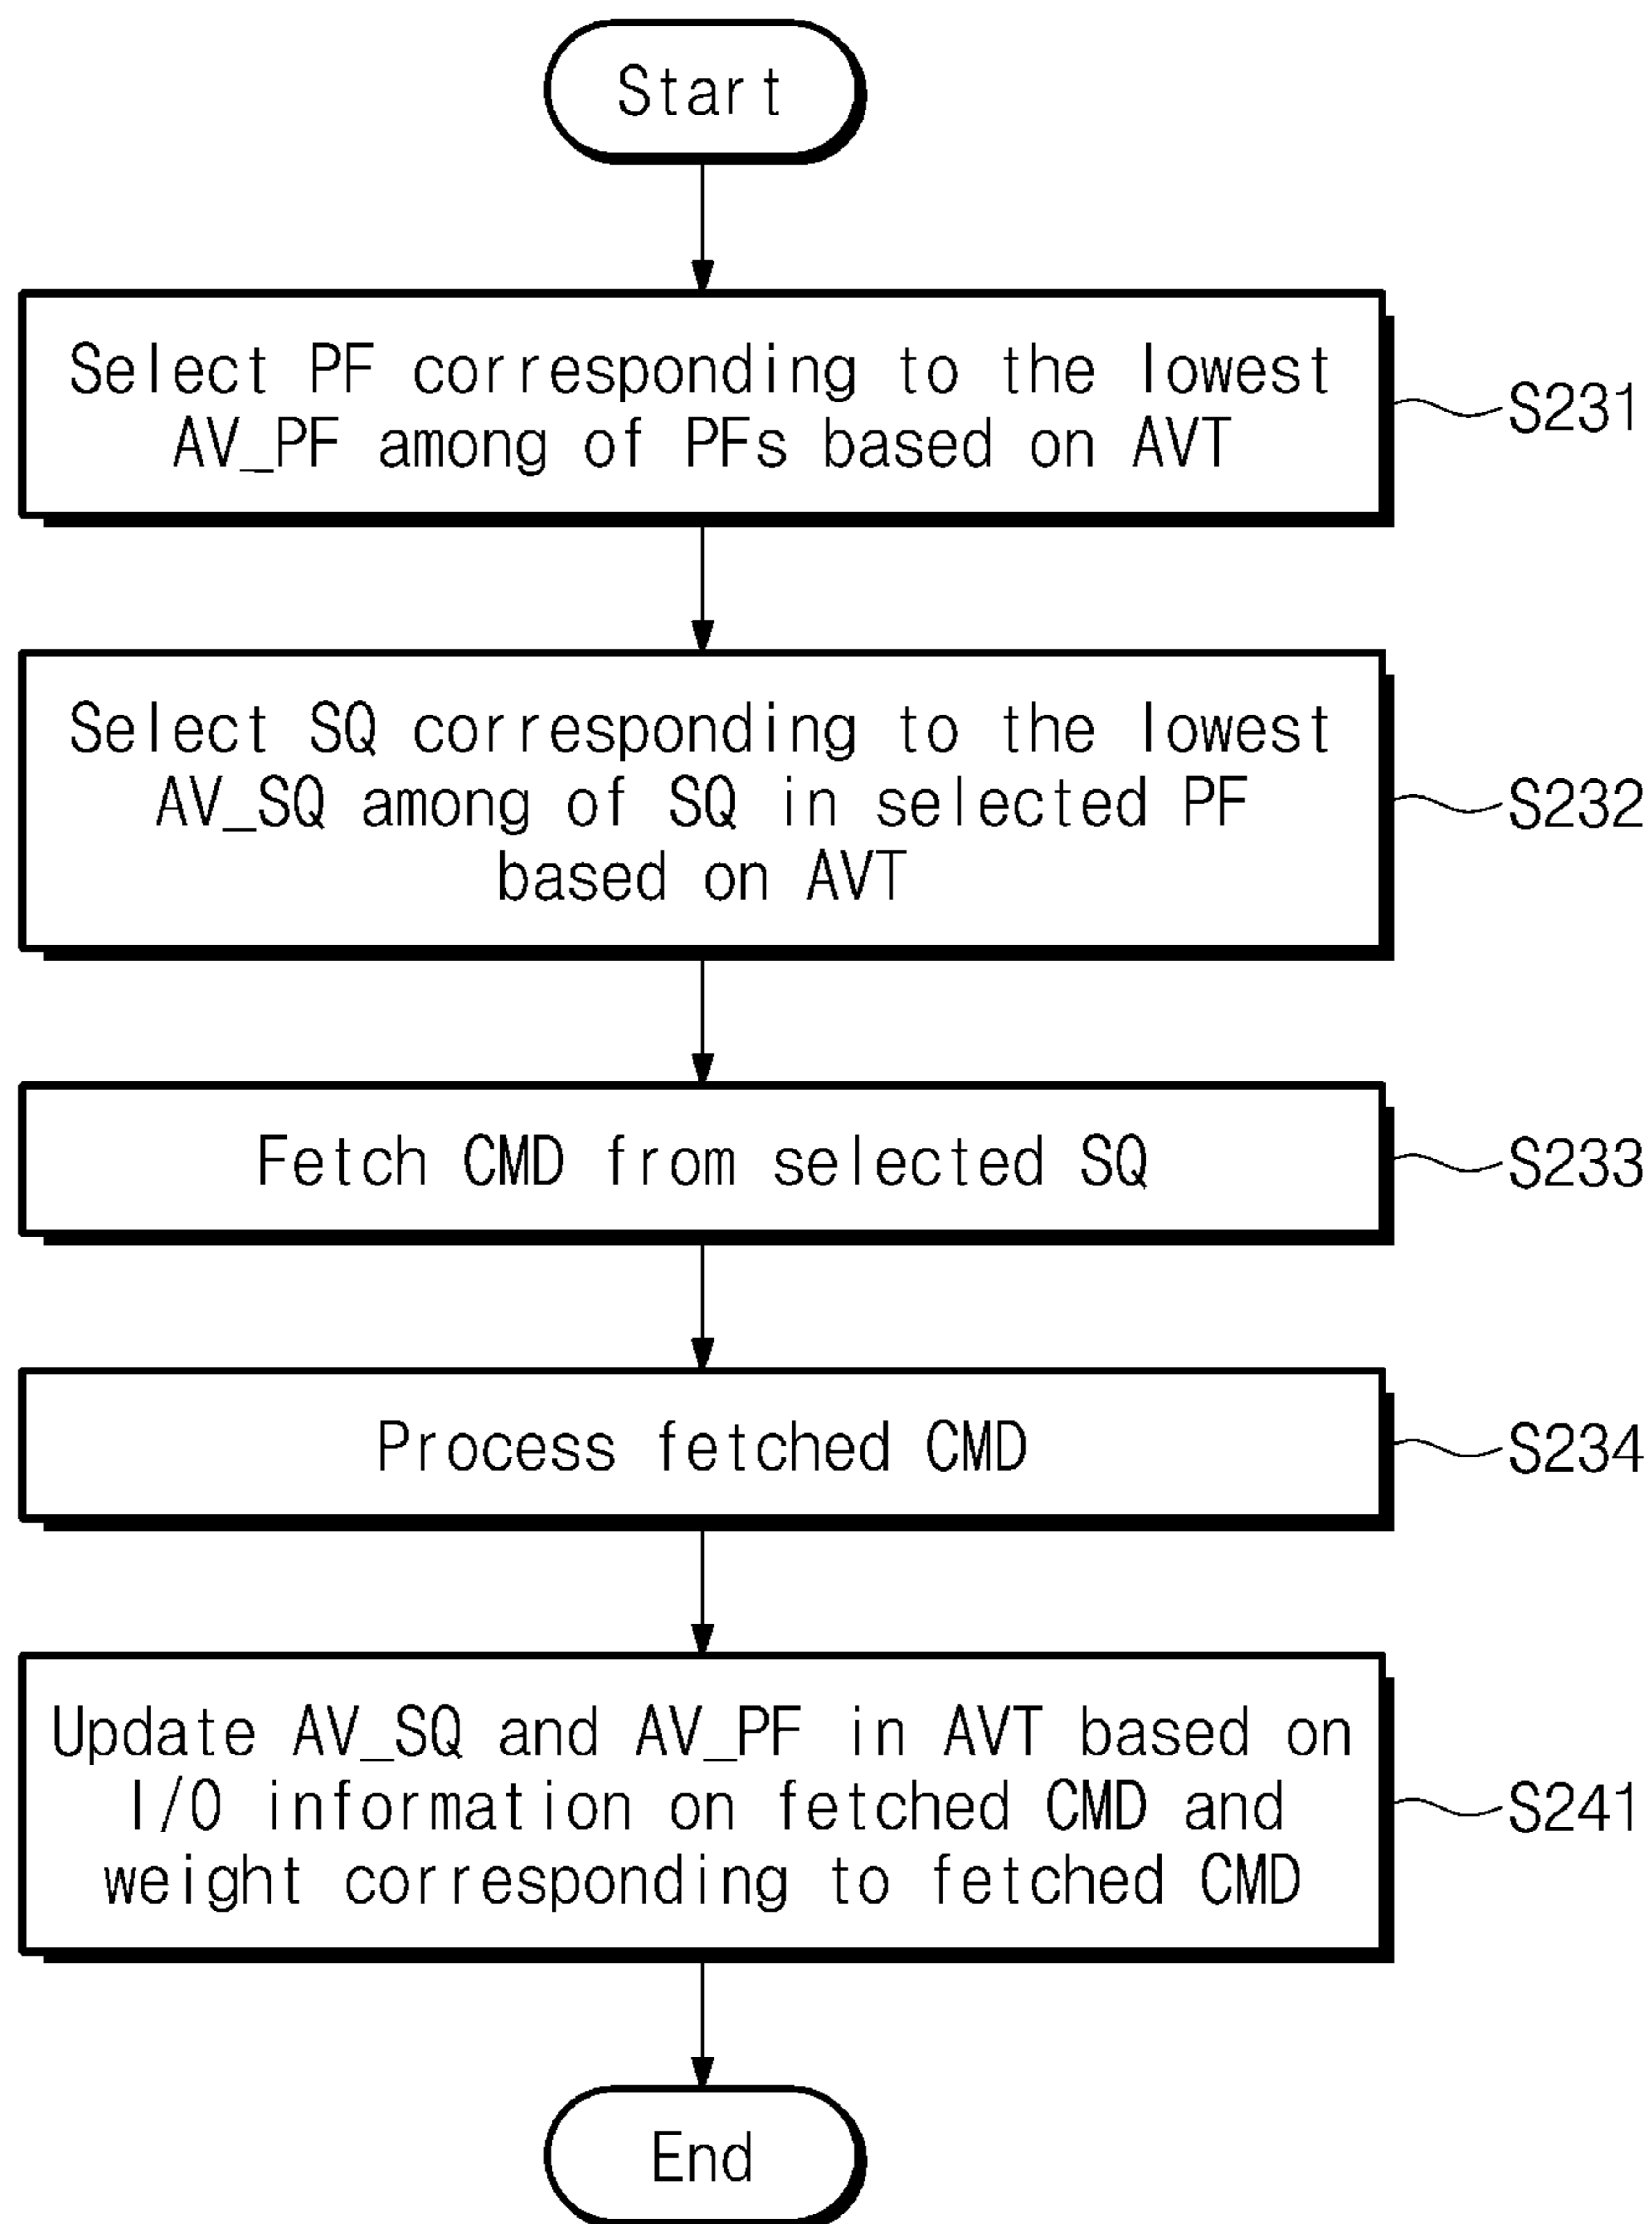 Start
Select PF corresponding to the lowest
AV_PF among of PFs based on AVT
S231
Select SQ corresponding to the lowest
AV_SQ among of SQ in selected PF
based on AVT
S232
Fetch CMD from selected SQ
S233
Process fetched CMD
S234
Update AV_SQ and AV_PF in AVT based on
I/O information on fetched CMD and
weight corresponding to fetched CMD
S241
End